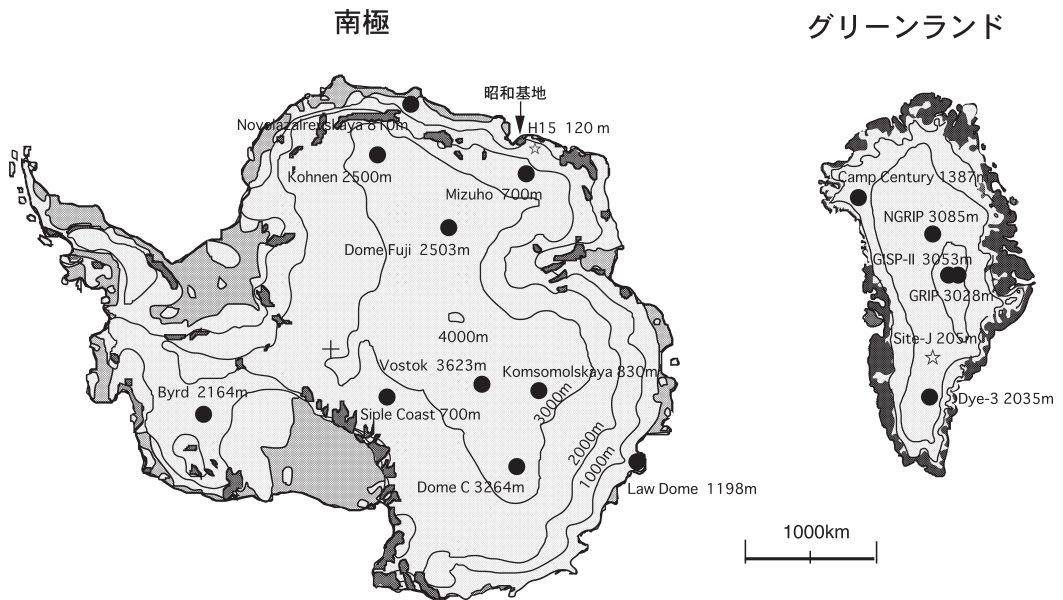 南極
グリーンランド
昭和基地
Novolazarevskaya 810m
H15 120 m
Kohnen 2500m
Mizuho 700m
Dome Fuji 2503m
4000m
Vostok 3623m
Komsomolskaya 830m
Byrd 2164m
Siple Coast 700m
3000m
2000m
1000m
Dome C 3264m
Law Dome 1198m
Camp Century 1387m
NGRIP 3085m
GISP-II 3053m
GRIP 3028m
Site-J 205m
Dye-3 2035m
1000km